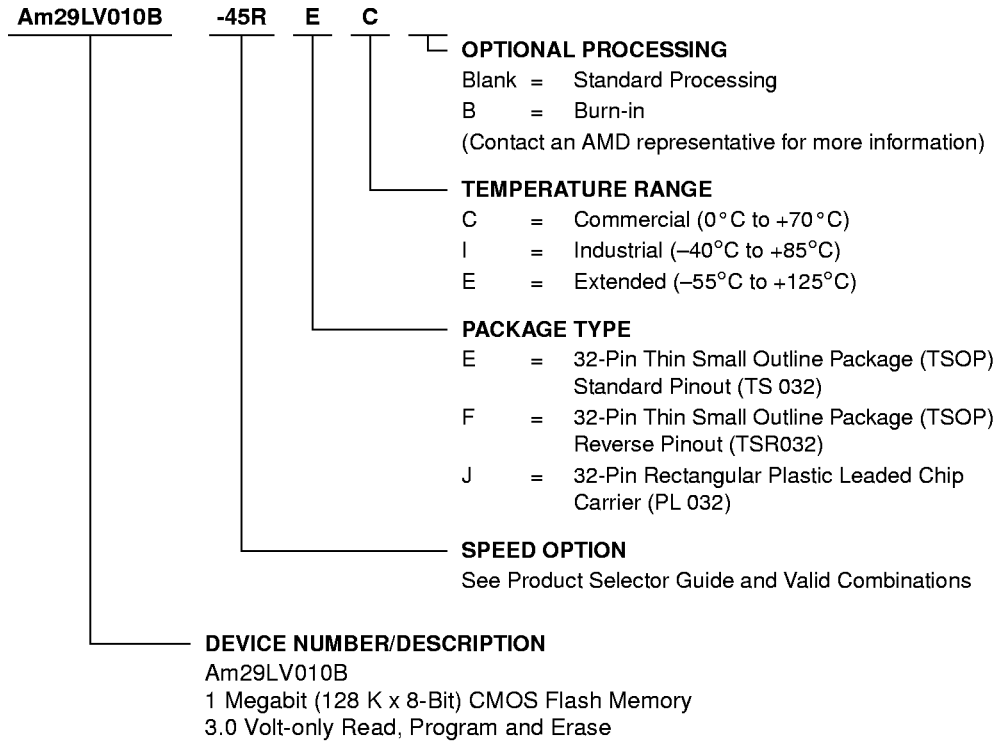 Am29LV010B -45R E C
OPTIONAL PROCESSING
Blank = Standard Processing
B = Burn-in
(Contact an AMD representative for more information)
TEMPERATURE RANGE
C = Commercial (0°C to +70°C)
I = Industrial (–40°C to +85°C)
E = Extended (–55°C to +125°C)
PACKAGE TYPE
E = 32-Pin Thin Small Outline Package (TSOP)
Standard Pinout (TS 032)
F = 32-Pin Thin Small Outline Package (TSOP)
Reverse Pinout (TSR032)
J = 32-Pin Rectangular Plastic Leaded Chip
Carrier (PL 032)
SPEED OPTION
See Product Selector Guide and Valid Combinations
DEVICE NUMBER/DESCRIPTION
Am29LV010B
1 Megabit (128 K x 8-Bit) CMOS Flash Memory
3.0 Volt-only Read, Program and Erase